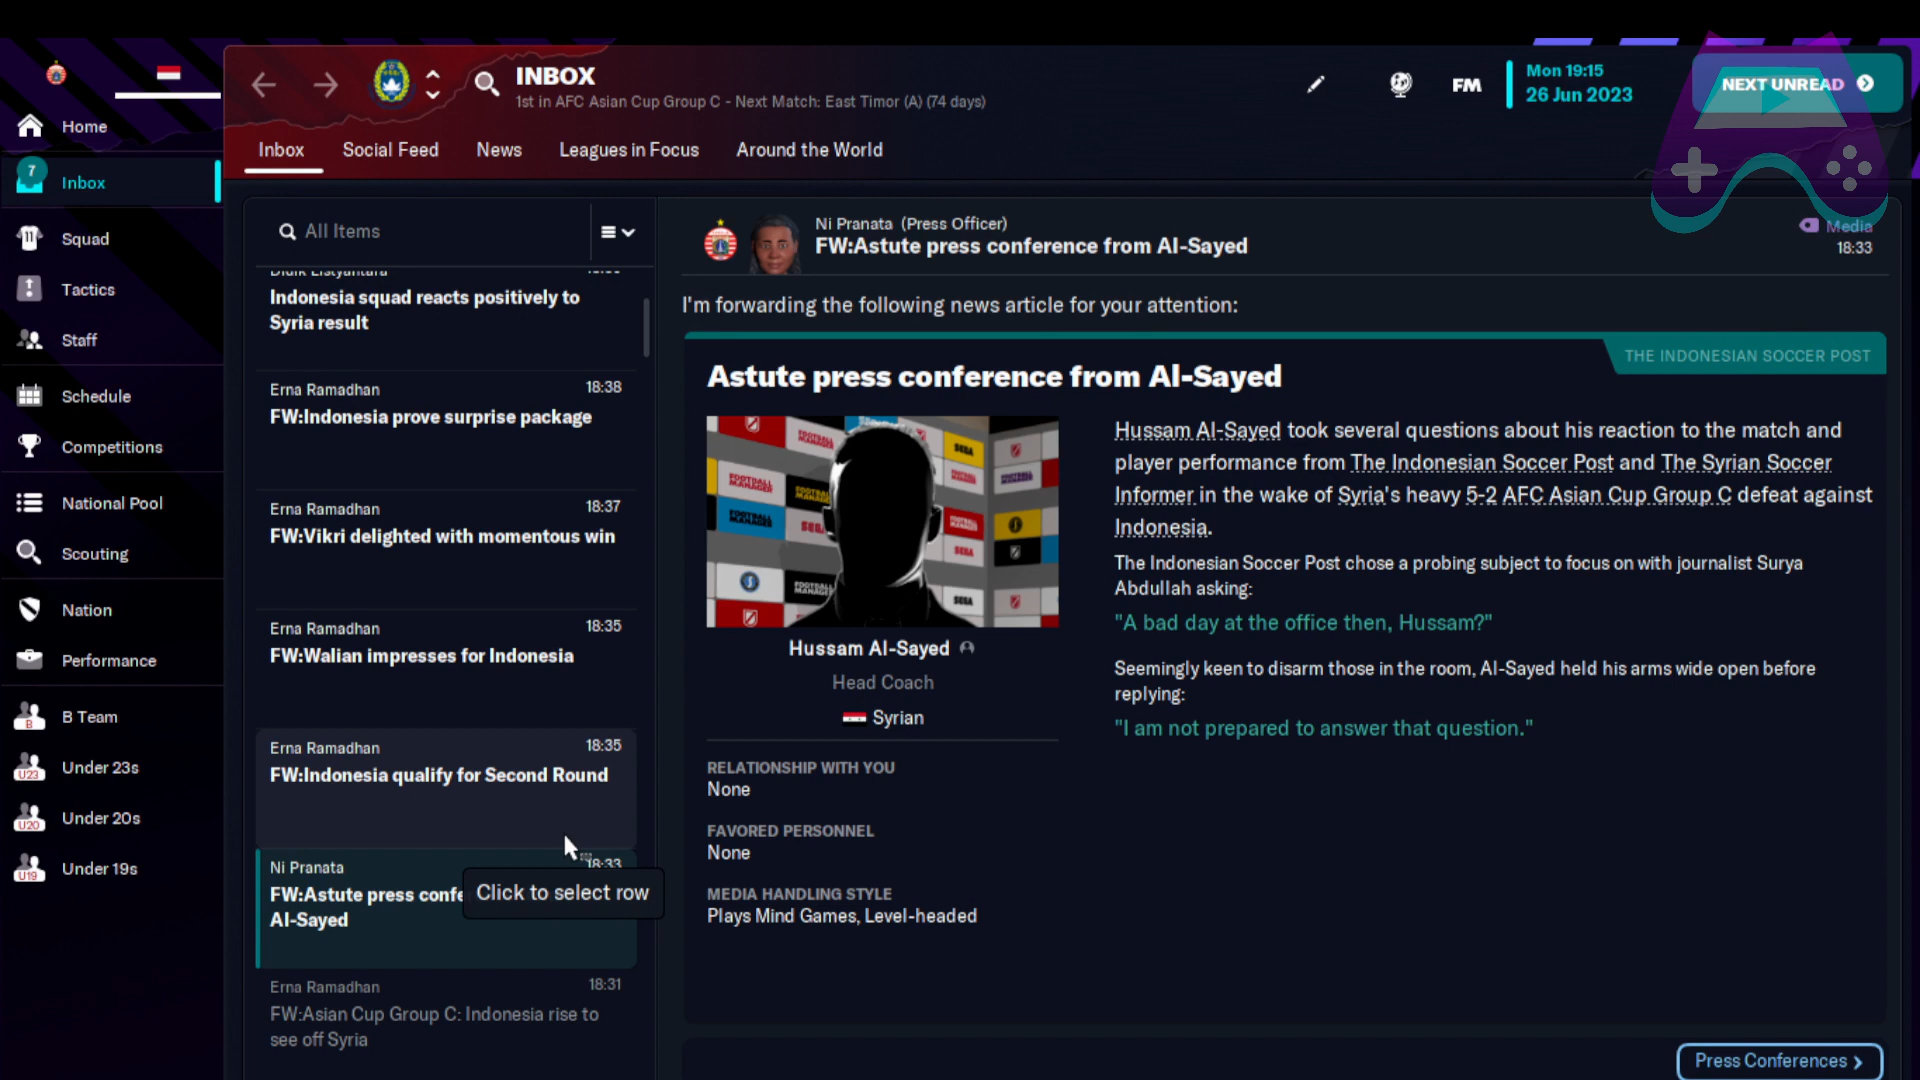 INBOX
1st in AFC Asian Cup Group C - Next Match: East Timor (A) (74 days)
FM
Mon 19:15
26 Jun 2023
NEXT UNREAD
Inbox
Social Feed
News
Leagues in Focus
Around the World
Home
7
Inbox
11
Squad
Tactics
Staff
Schedule
Competitions
National Pool
Scouting
Nation
Performance
B
B Team
U23
Under 23s
U20
Under 20s
U19
Under 19s
All Items
Didik Listyantara
Indonesia squad reacts positively to
Syria result
Erna Ramadhan
18:38
FW:Indonesia prove surprise package
Erna Ramadhan
18:37
FW:Vikri delighted with momentous win
Erna Ramadhan
18:35
FW:Walian impresses for Indonesia
Erna Ramadhan
18:35
FW:Indonesia qualify for Second Round
Ni Pranata
18:33
FW:Astute press confe
Al-Sayed
Click to select row
Erna Ramadhan
18:31
FW:Asian Cup Group C: Indonesia rise to
see off Syria
Ni Pranata (Press Officer)
FW:Astute press conference from Al-Sayed
Media
18:33
I'm forwarding the following news article for your attention:
THE INDONESIAN SOCCER POST
Astute press conference from Al-Sayed
FOOTBALL MANAGER
SEGA
Hussam Al-Sayed
Head Coach
Syrian
RELATIONSHIP WITH YOU
None
FAVORED PERSONNEL
None
MEDIA HANDLING STYLE
Plays Mind Games, Level-headed
Hussam Al-Sayed took several questions about his reaction to the match and
player performance from The Indonesian Soccer Post and The Syrian Soccer
Informer in the wake of Syria's heavy 5-2 AFC Asian Cup Group C defeat against
Indonesia.
The Indonesian Soccer Post chose a probing subject to focus on with journalist Surya
Abdullah asking:
"A bad day at the office then, Hussam?"
Seemingly keen to disarm those in the room, Al-Sayed held his arms wide open before
replying:
"I am not prepared to answer that question."
Press Conferences